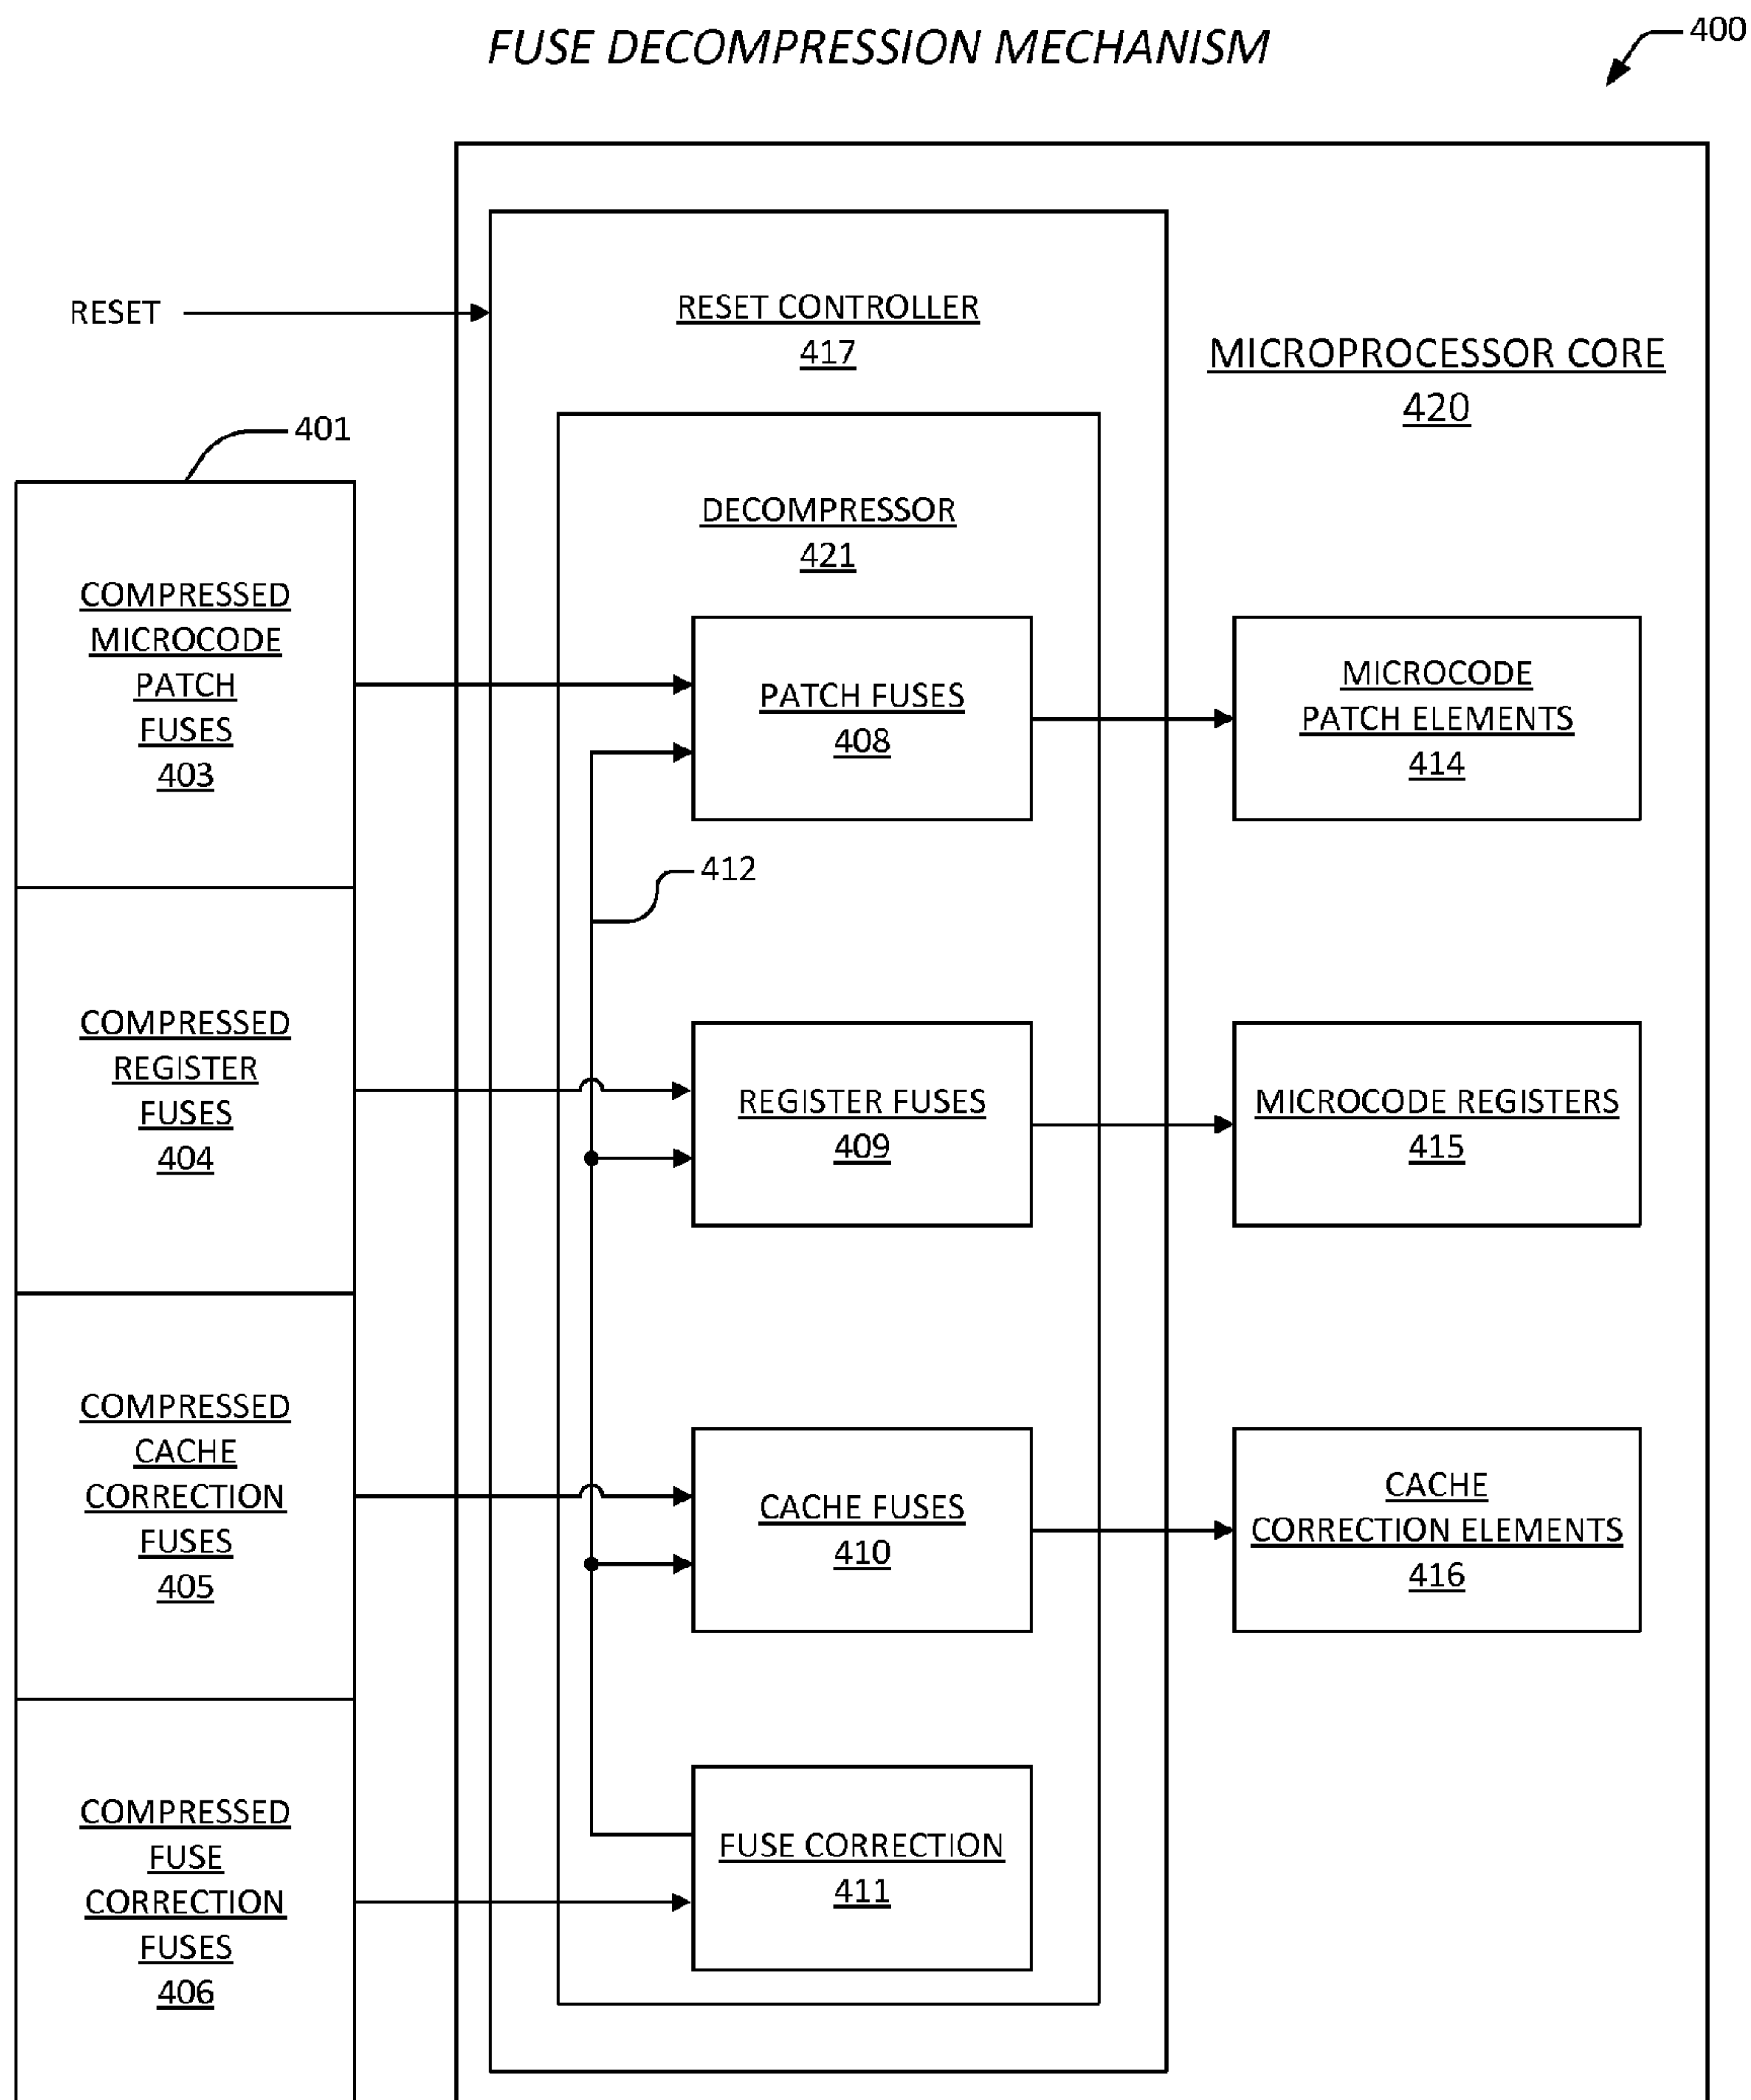 FUSE DECOMPRESSION MECHANISM
400
RESET
RESET CONTROLLER
417
MICROPROCESSOR CORE
420
401
DECOMPRESSOR
421
COMPRESSED
MICROCODE
PATCH
FUSES
403
PATCH FUSES
408
MICROCODE
PATCH ELEMENTS
414
412
COMPRESSED
REGISTER
FUSES
404
REGISTER FUSES
409
MICROCODE REGISTERS
415
COMPRESSED
CACHE
CORRECTION
FUSES
405
CACHE FUSES
410
CACHE
CORRECTION ELEMENTS
416
COMPRESSED
FUSE
CORRECTION
FUSES
406
FUSE CORRECTION
411